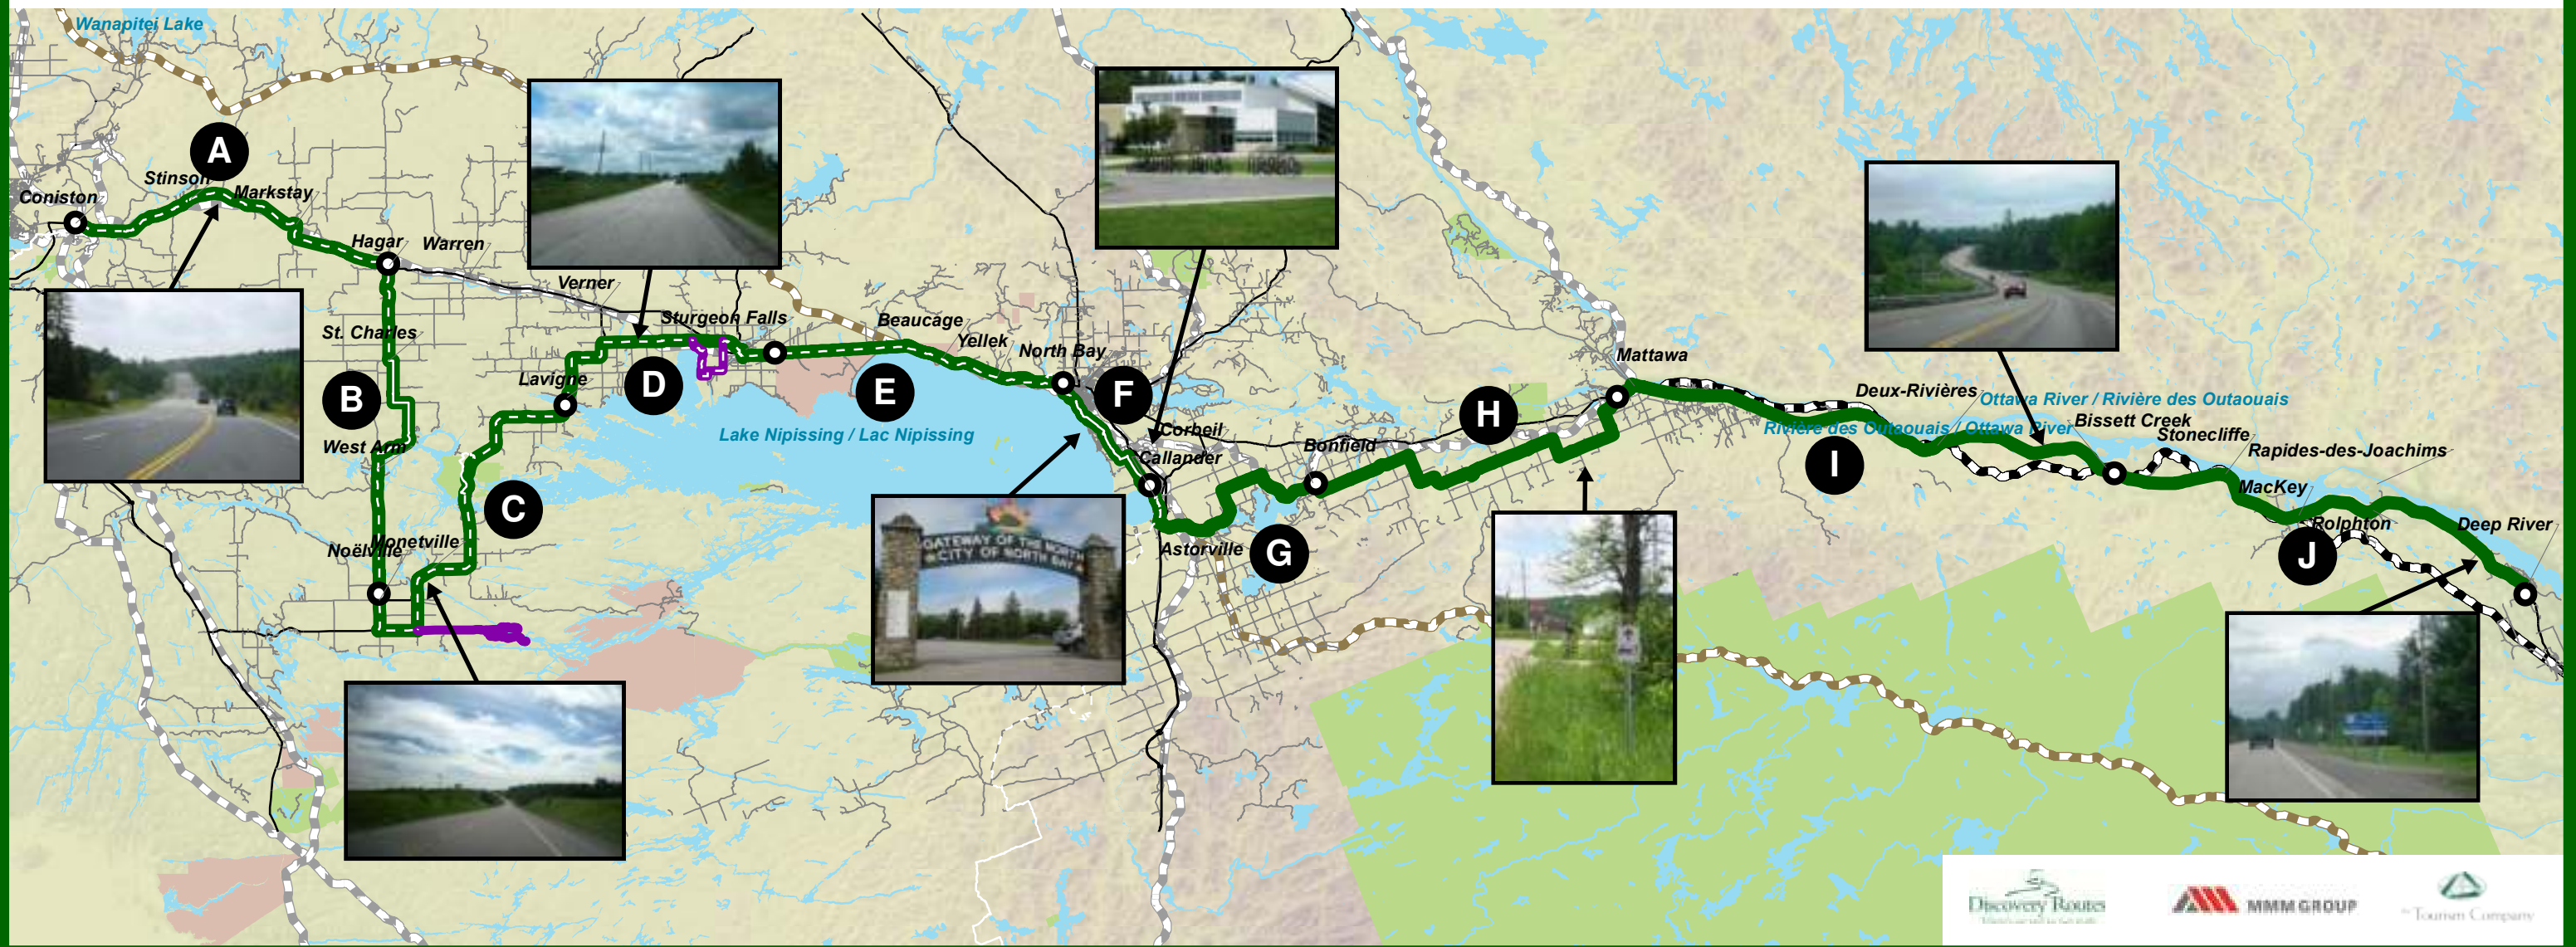 Wanapitei Lake
A
Stinson
Markstay
Coniston
Hagar
Warren
Verner
St. Charles
Sturgeon Falls
Beaucage
Yellek
North Bay
Mattawa
Lavigne
D
E
F
B
H
Deux-Rivières
Ottawa River / Rivière des Outaouais
Bissett Creek
Rivière des Outaouais / Ottawa River
Stonecliffe
Rapides-des-Joachims
Lake Nipissing / Lac Nipissing
Corbeil
Callander
Bonfield
West Arm
I
C
MacKey
Rolphton
Deep River
Monetville
Noëlville
Astorville
G
J
GATEWAY OF THE NORTH
CITY OF NORTH BAY
Discovery Routes
MMM GROUP
the Tourism Company